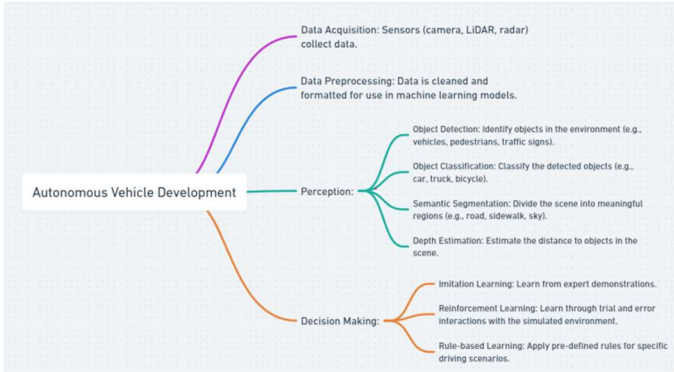 Data Acquisition: Sensors (camera, LiDAR, radar)
collect data.
Data Preprocessing: Data is cleaned and
formatted for use in machine learning models.
Autonomous Vehicle Development
Perception:
Object Detection: Identify objects in the environment (e.g.,
vehicles, pedestrians, traffic signs).
Object Classification: Classify the detected objects (e.g.,
car, truck, bicycle).
Semantic Segmentation: Divide the scene into meaningful
regions (e.g., road, sidewalk, sky).
Depth Estimation: Estimate the distance to objects in the
scene.
Decision Making:
Imitation Learning: Learn from expert demonstrations.
Reinforcement Learning: Learn through trial and error
interactions with the simulated environment.
Rule-based Learning: Apply pre-defined rules for specific
driving scenarios.